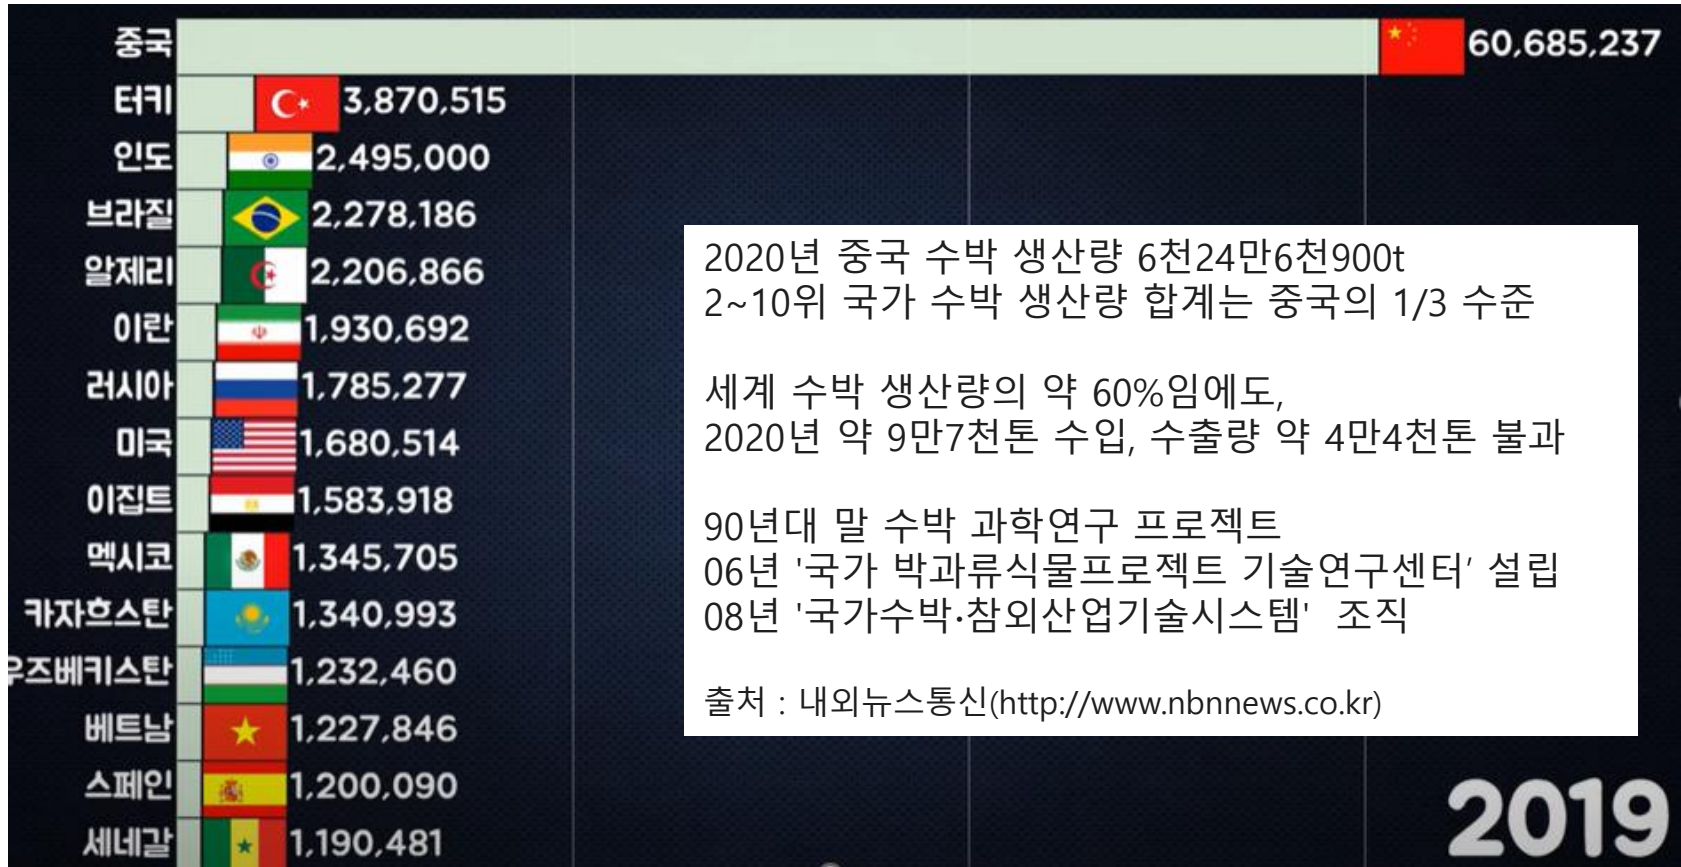 중국 60,685,237
터키 3,870,515
인도 2,495,000
브라질 2,278,186
알제리 2,206,866
이란 1,930,692
러시아 1,785,277
미국 1,680,514
이집트 1,583,918
멕시코 1,345,705
카자흐스탄 1,340,993
우즈베키스탄 1,232,460
베트남 1,227,846
스페인 1,200,090
세네갈 1,190,481
2020년 중국 수박 생산량 6천24만6천900t
2~10위 국가 수박 생산량 합계는 중국의 1/3 수준
세계 수박 생산량의 약 60%임에도,
2020년 약 9만7천톤 수입, 수출량 약 4만4천톤 불과
90년대 말 수박 과학연구 프로젝트
06년 '국가 박과류식물프로젝트 기술연구센터’ 설립
08년 '국가수박·참외산업기술시스템' 조직
출처 : 내외뉴스통신(http://www.nbnnews.co.kr)
2019